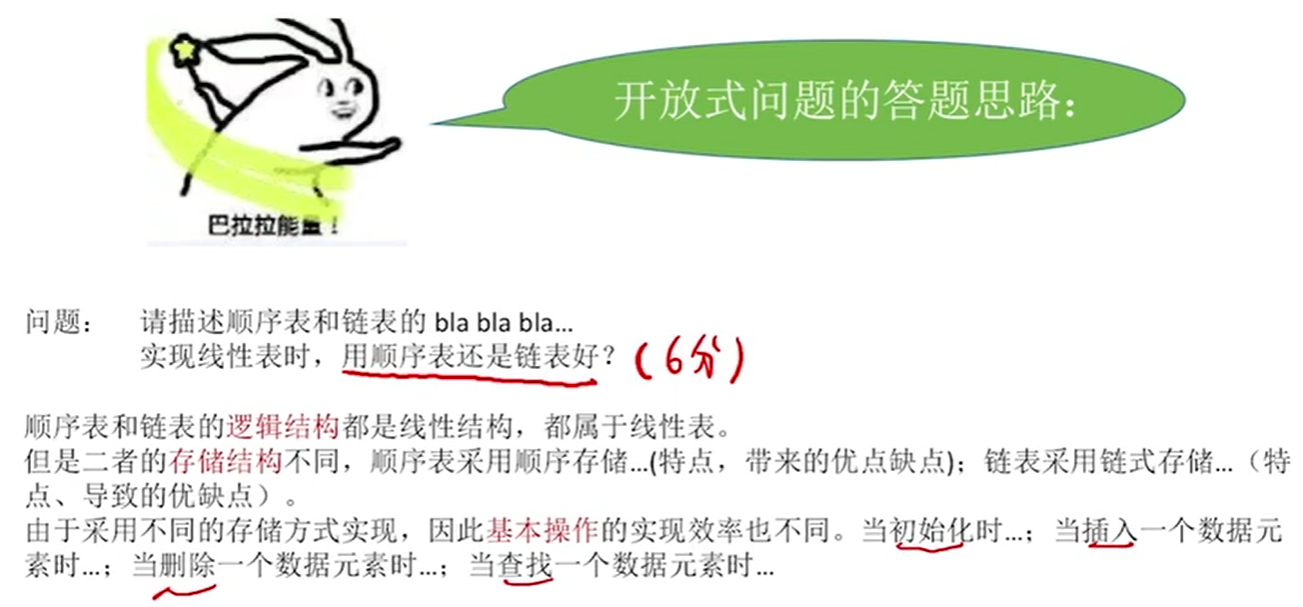 开放式问题的答题思路：
巴拉拉能量！
问题： 请描述顺序表和链表的 bla bla bla...
实现线性表时，用顺序表还是链表好？（6分）
顺序表和链表的逻辑结构都是线性结构，都属于线性表。
但是二者的存储结构不同，顺序表采用顺序存储...(特点，带来的优点缺点)；链表采用链式存储...（特
点、导致的优缺点）。
由于采用不同的存储方式实现，因此基本操作的实现效率也不同。当初始化时...；当插入一个数据元
素时...；当删除一个数据元素时...；当查找一个数据元素时...